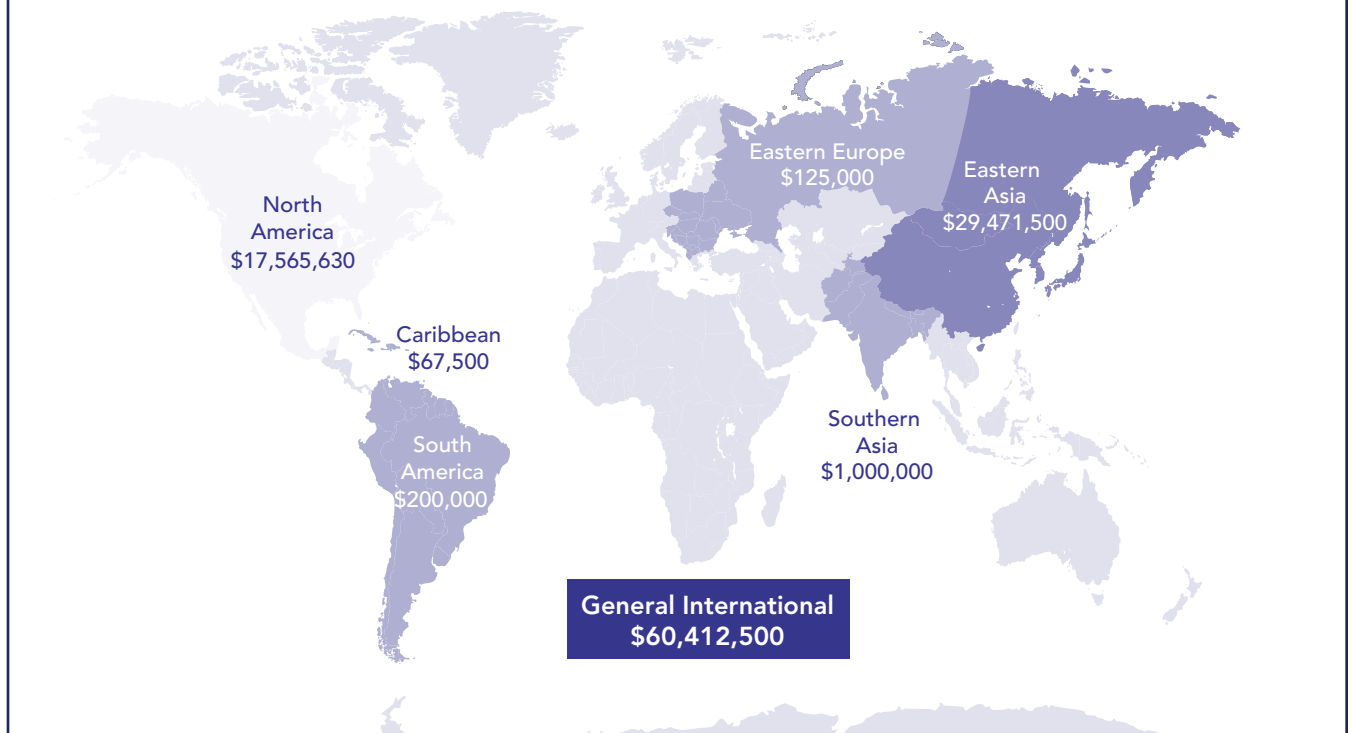 Eastern Europe
$125,000
Eastern
Asia
$29,471,500
North
America
$17,565,630
Caribbean
$67,500
Southern
Asia
$1,000,000
South
America
$200,000
General International
$60,412,500